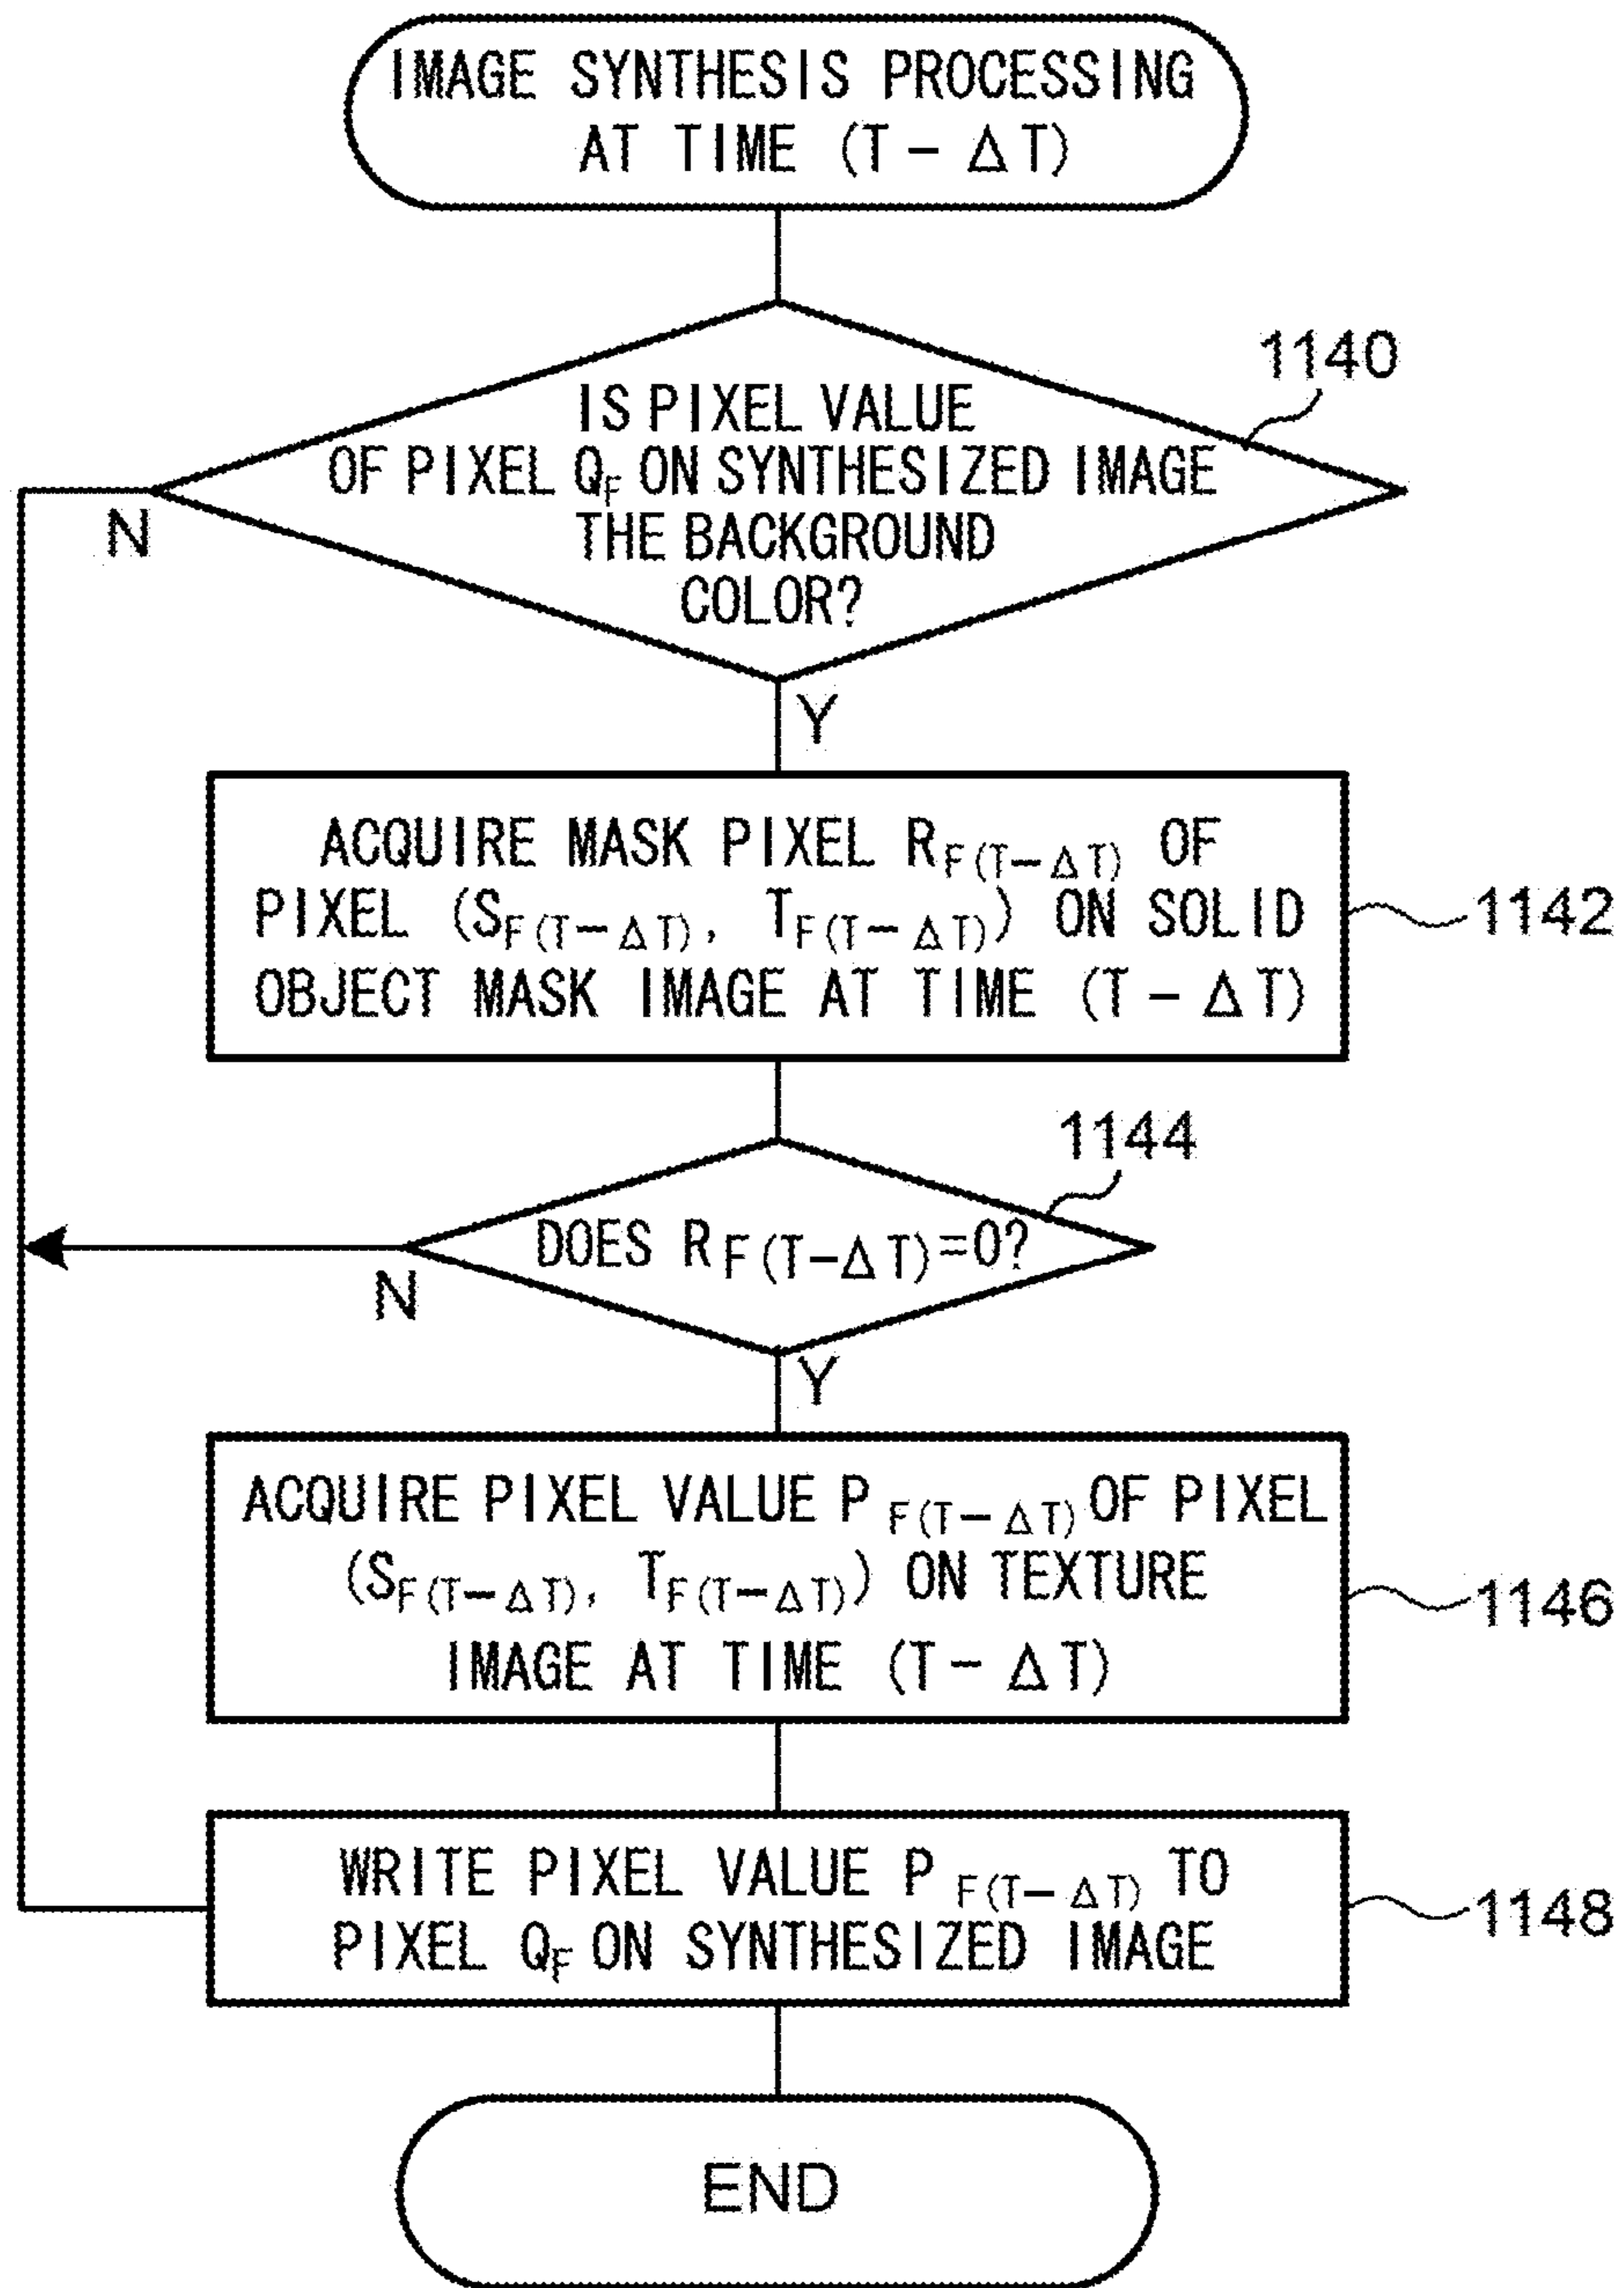 IMAGE SYNTHESIS PROCESSING
AT TIME (T - ΔT)
1140
IS PIXEL VALUE
OF PIXEL QF ON SYNTHESIZED IMAGE
THE BACKGROUND
COLOR?
N
Y
ACQUIRE MASK PIXEL RF(T-ΔT) OF
PIXEL (SF(T-ΔT), TF(T-ΔT)) ON SOLID
OBJECT MASK IMAGE AT TIME (T - ΔT)
1142
1144
DOES RF(T-ΔT)=0?
N
Y
ACQUIRE PIXEL VALUE PF(T-ΔT) OF PIXEL
(SF(T-ΔT), TF(T-ΔT)) ON TEXTURE
IMAGE AT TIME (T - ΔT)
1146
WRITE PIXEL VALUE PF(T-ΔT) TO
PIXEL QF ON SYNTHESIZED IMAGE
1148
END